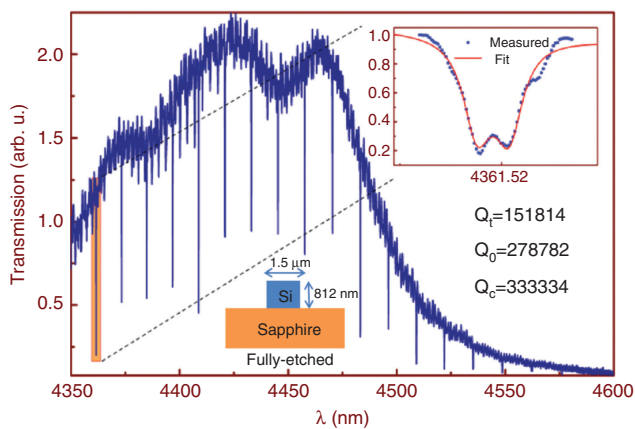 2.0
1.5
1.0
0.5
Transmission (arb. u.)
4350
4400
4450
4500
4550
4600
λ (nm)
1.0
0.8
0.6
0.4
0.2
Measured
Fit
4361.52
Qt=151814
Q0=278782
Qc=333334
1.5 μm
Si
812 nm
Sapphire
Fully-etched